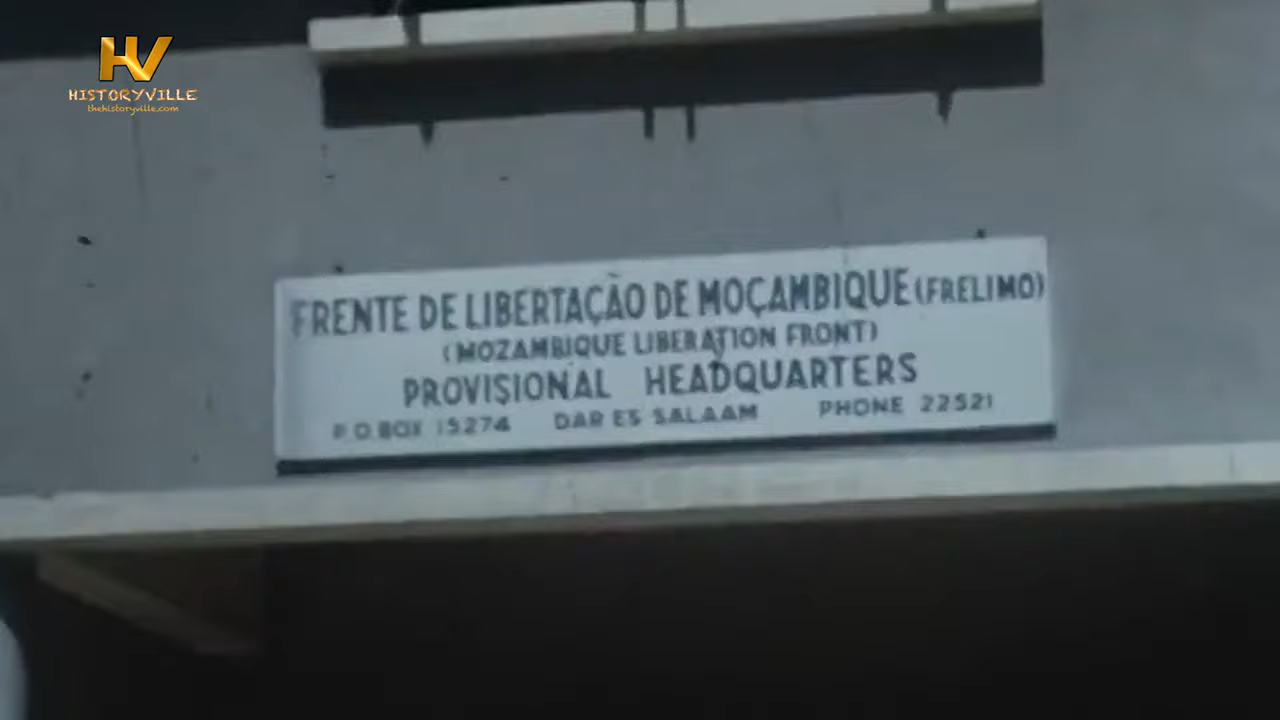 HV
HISTORYVILLE
thehistoryville.com
FRENTE DE LIBERTAÇÃO DE MOÇAMBIQUE (FRELIMO)
(MOZAMBIQUE LIBERATION FRONT)
PROVISIONAL HEADQUARTERS
P.O BOX 15274 DAR ES SALAAM PHONE 22521